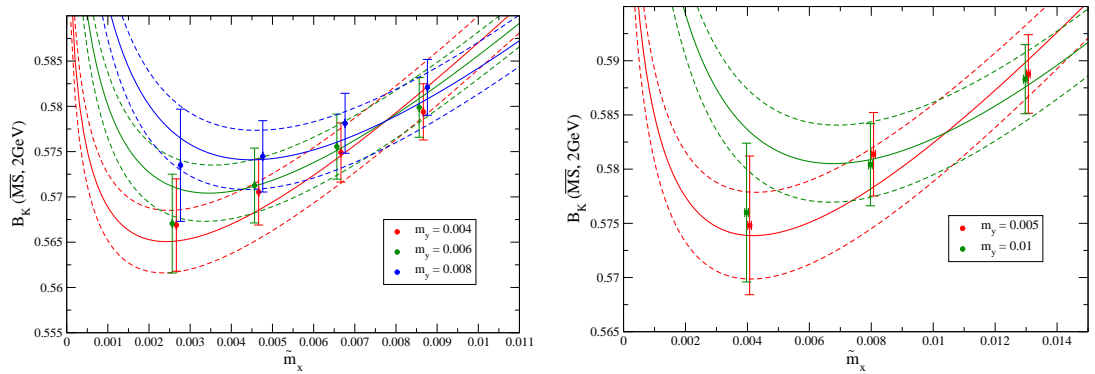 B_K (MS, 2GeV)
0.585
0.58
0.575
0.57
0.565
0.56
0.555
m_y = 0.004
m_y = 0.006
m_y = 0.008
0 0.001 0.002 0.003 0.004 0.005 0.006 0.007 0.008 0.009 0.01 0.011
m̃_x
B_K (M̅S̅, 2GeV)
0.59
0.585
0.58
0.575
0.57
0.565
m_y = 0.005
m_y = 0.01
0.002 0.004 0.006 0.008 0.01 0.012 0.014
m̃_x